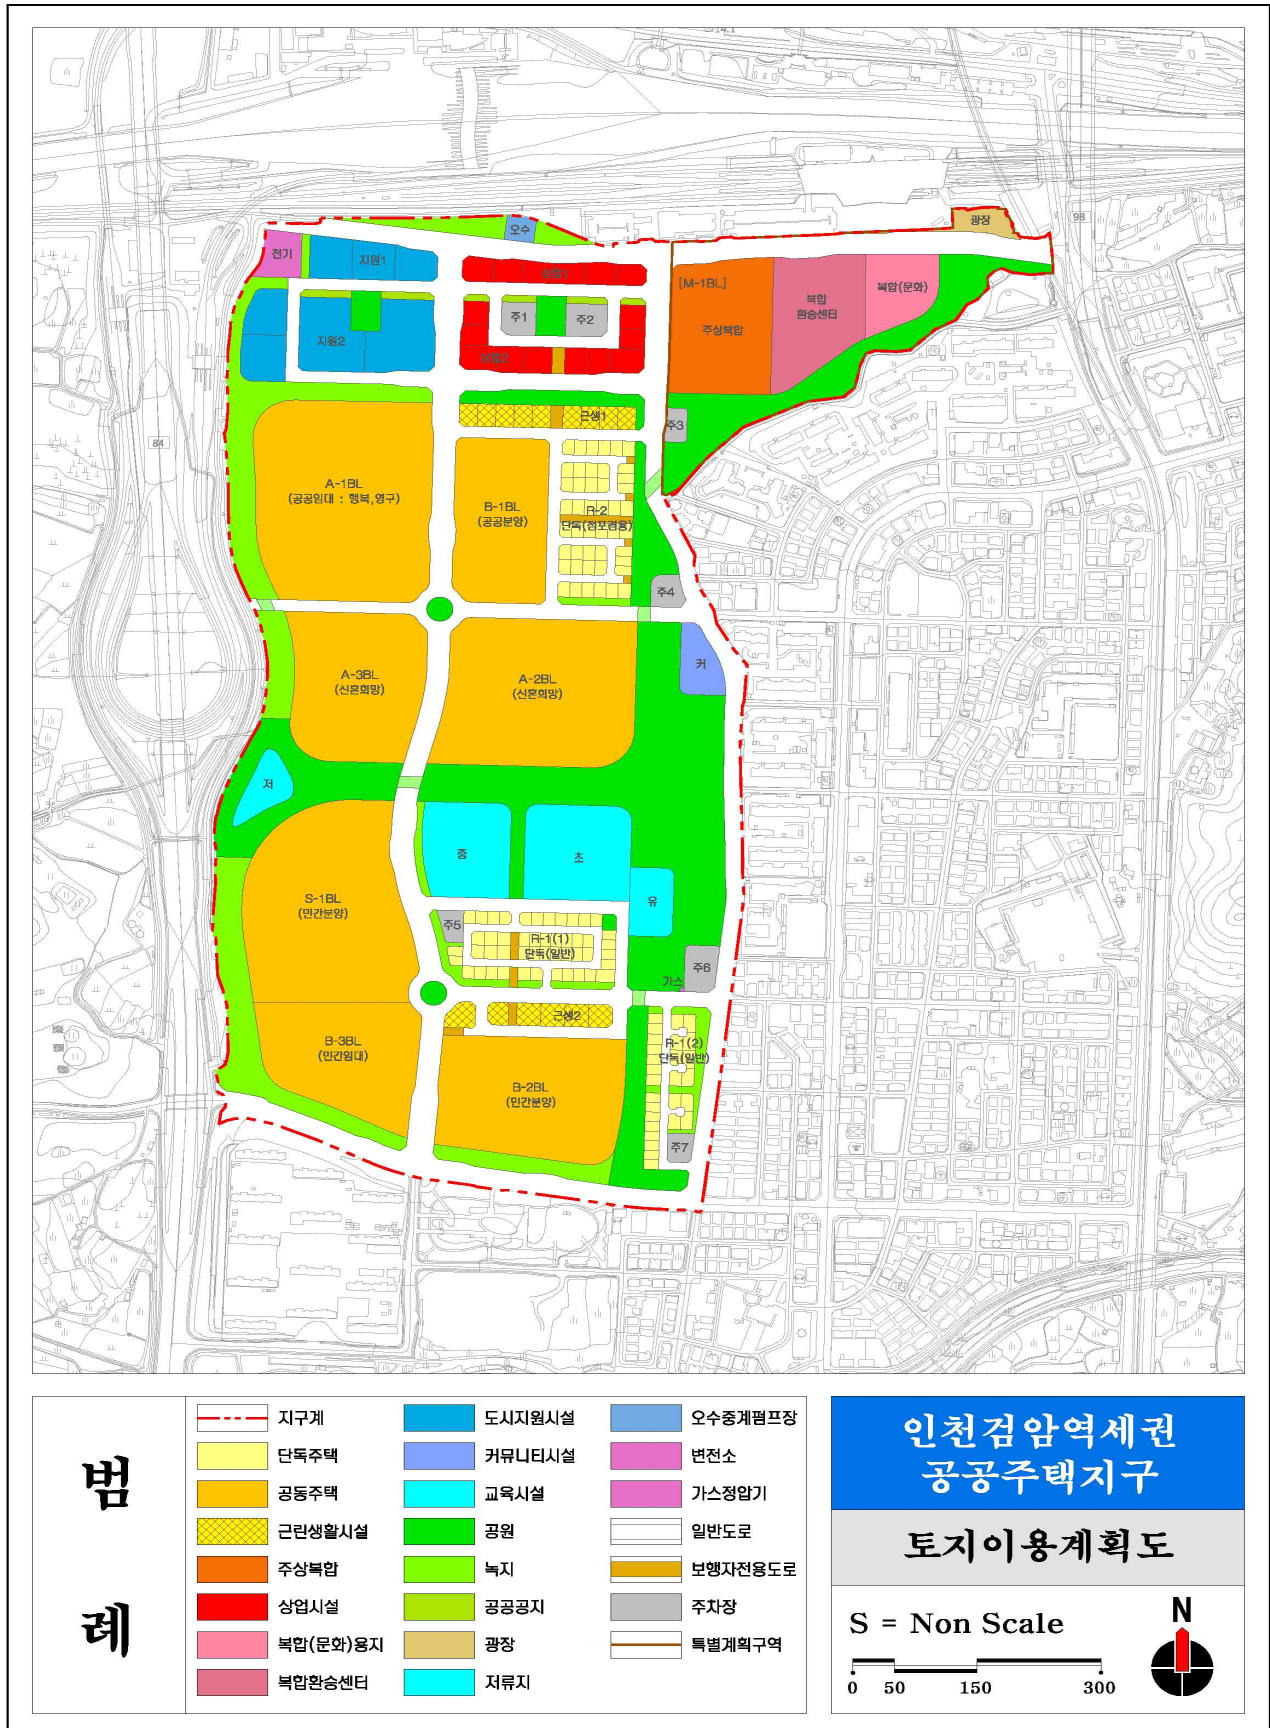 98
84
광장
오수
전기
지원1
상업1
[M-1BL]
복합(문화)
복합
환승센터
주상복합
주1
주2
지원2
상업2
주3
근생1
A-1BL
(공공임대 : 행복,영구)
B-1BL
(공공분양)
R-2
단독(점포겸용)
주4
커
A-3BL
(신혼희망)
A-2BL
(신혼희망)
저
중
초
유
S-1BL
(민간분양)
주5
R-1(1)
단독(일반)
주6
가스
근생2
B-3BL
(민간임대)
R-1(2)
단독(일반)
B-2BL
(민간분양)
주7
범
례
지구계
단독주택
공동주택
근린생활시설
주상복합
상업시설
복합(문화)용지
복합환승센터
도시지원시설
커뮤니티시설
교육시설
공원
녹지
공공공지
광장
저류지
오수중계펌프장
변전소
가스정압기
일반도로
보행자전용도로
주차장
특별계획구역
인천검암역세권
공공주택지구
토지이용계획도
S = Non Scale
N
0 50 150 300